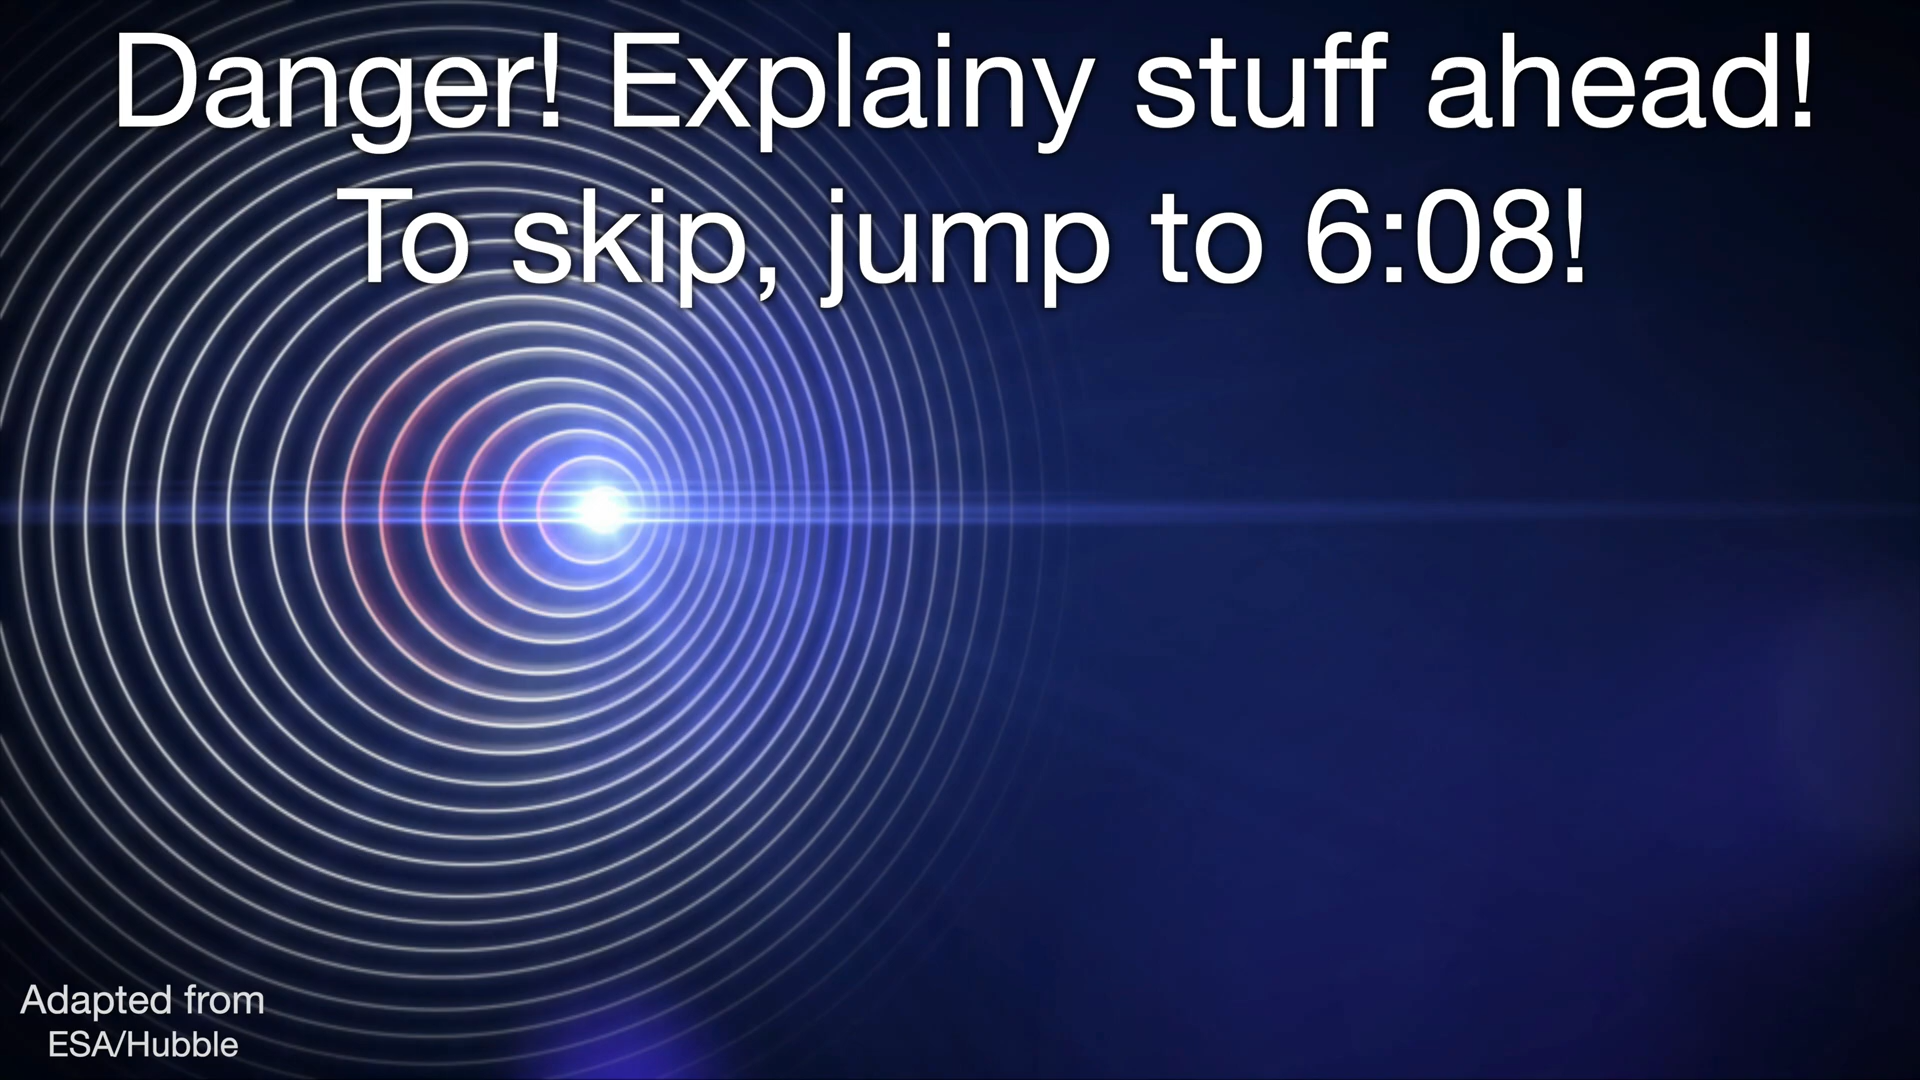 Danger! Explainy stuff ahead!
To skip, jump to 6:08!
Adapted from
ESA/Hubble